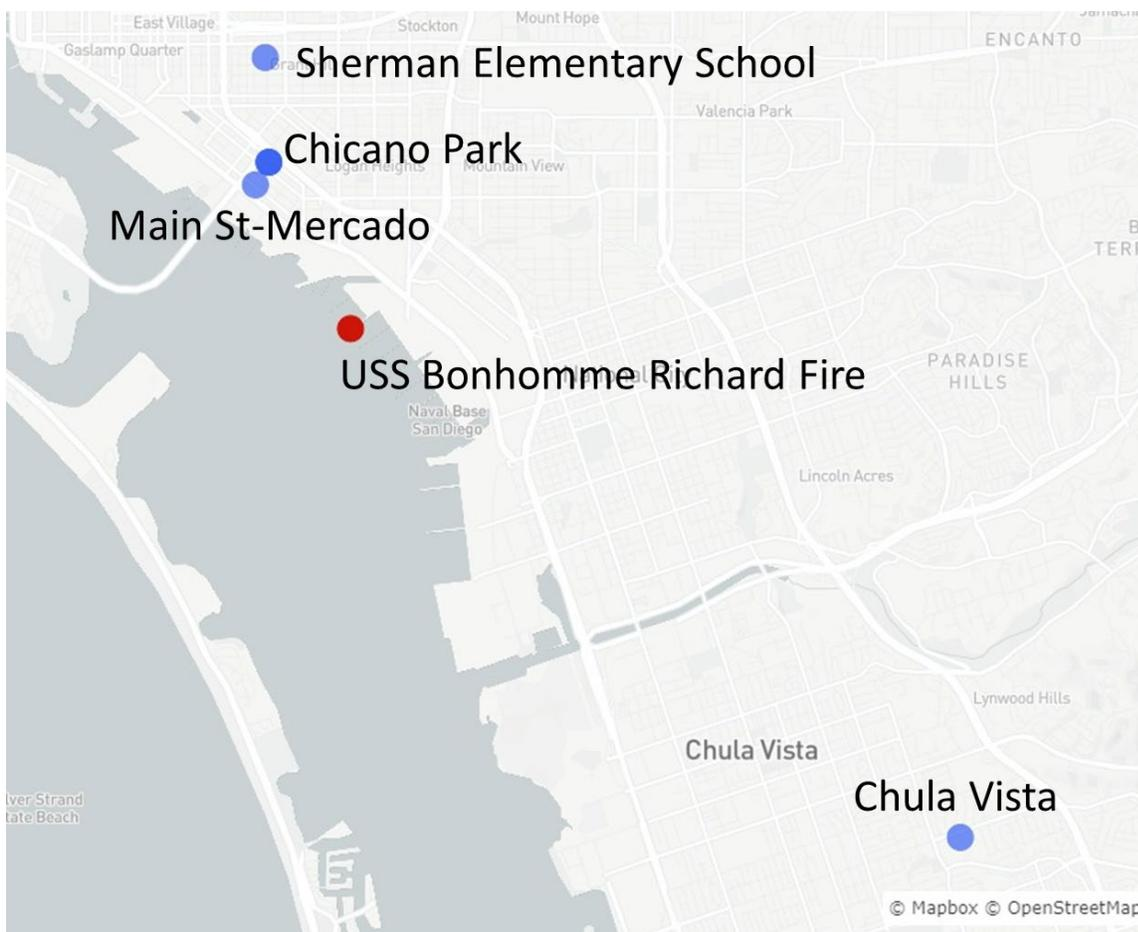 East Village
Stockton
Mount Hope
Gaslamp Quarter
Sherman Elementary School
ENCANTO
Valencia Park
Chicano Park
Logan Heights
Mountain View
Main St-Mercado
USS Bonhomme Richard Fire
PARADISE
HILLS
Naval Base
San Diego
Lincoln Acres
Lynwood Hills
Chula Vista
Chula Vista
© Mapbox © OpenStreetMap